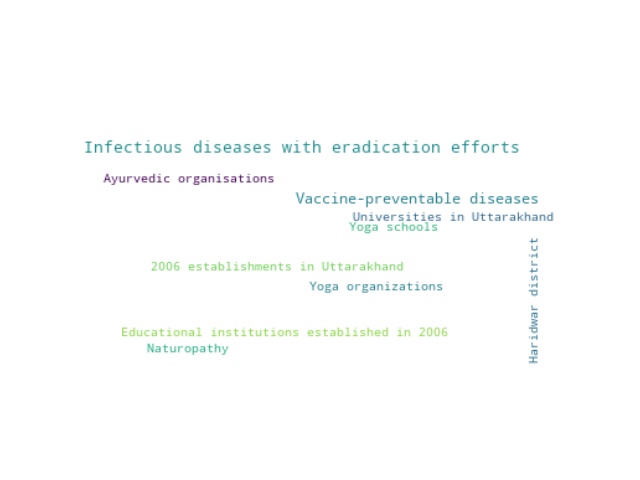 Infectious diseases with eradication efforts
Ayurvedic organisations
Vaccine-preventable diseases
Universities in Uttarakhand
Yoga schools
Haridwar district
2006 establishments in Uttarakhand
Yoga organizations
Educational institutions established in 2006
Naturopathy